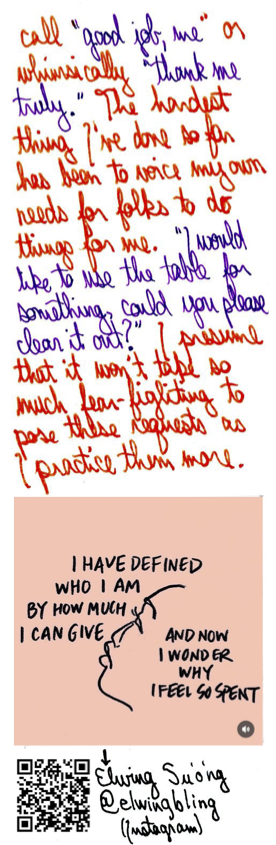 call "good job, me" or
whimsically "thank me
truly." The hardest
thing I've done so far
has been to voice my own
needs for folks to do
things for me. "I would
like to use the table for
something, could you please
clear it out?" I presume
that it won't take so
much fear-fighting to
pose these requests as
I practice them more.
I HAVE DEFINED
WHO I AM
BY HOW MUCH
I CAN GIVE
AND NOW
I WONDER
WHY
I FEEL SO SPENT
Elwing Sương
@elwingbling
(Instagram)